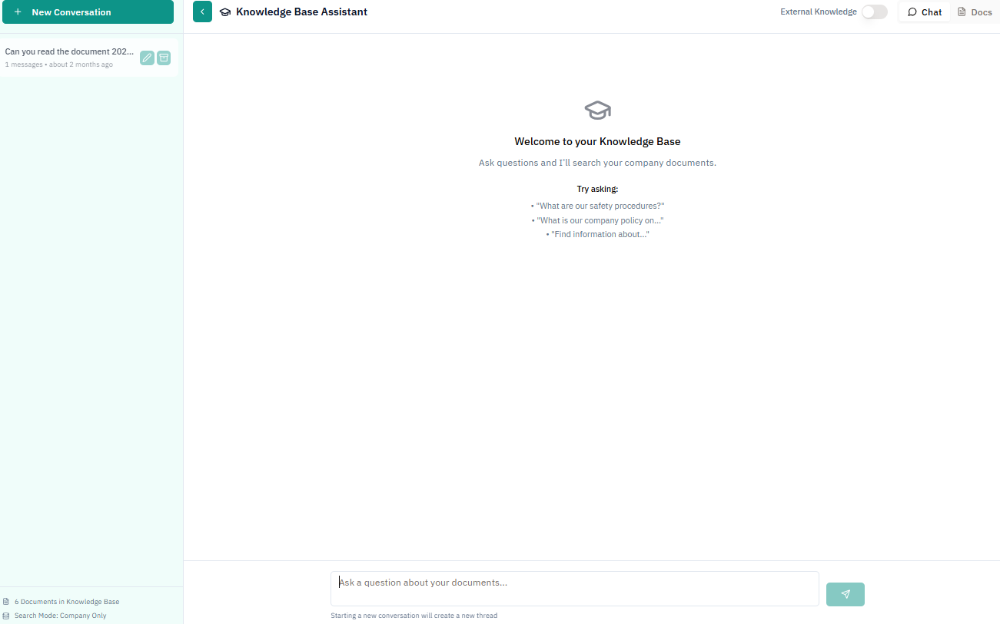 New Conversation
Can you read the document 202...
1 messages • about 2 months ago
6 Documents in Knowledge Base
Search Mode: Company Only
Knowledge Base Assistant
External Knowledge
Chat
Docs
Welcome to your Knowledge Base
Ask questions and I'll search your company documents.
Try asking:
• "What are our safety procedures?"
• "What is our company policy on..."
• "Find information about..."
Ask a question about your documents...
Starting a new conversation will create a new thread